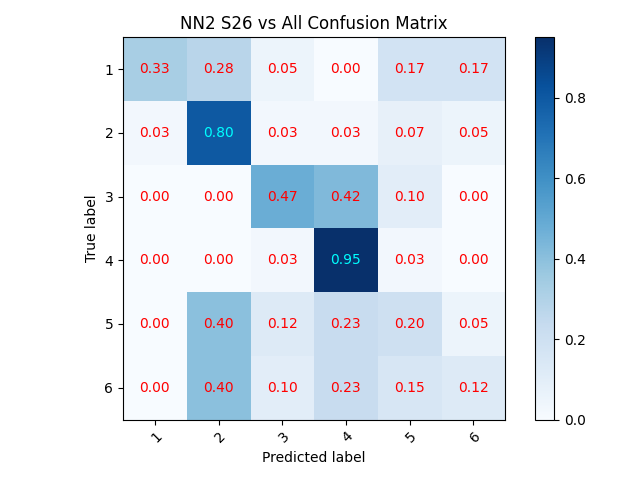 NN2 S26 vs All Confusion Matrix
True label
1 0.33 0.28 0.05 0.00 0.17 0.17
2 0.03 0.80 0.03 0.03 0.07 0.05
3 0.00 0.00 0.47 0.42 0.10 0.00
4 0.00 0.00 0.03 0.95 0.03 0.00
5 0.00 0.40 0.12 0.23 0.20 0.05
6 0.00 0.40 0.10 0.23 0.15 0.12
1 2 3 4 5 6
Predicted label
0.8
0.6
0.4
0.2
0.0